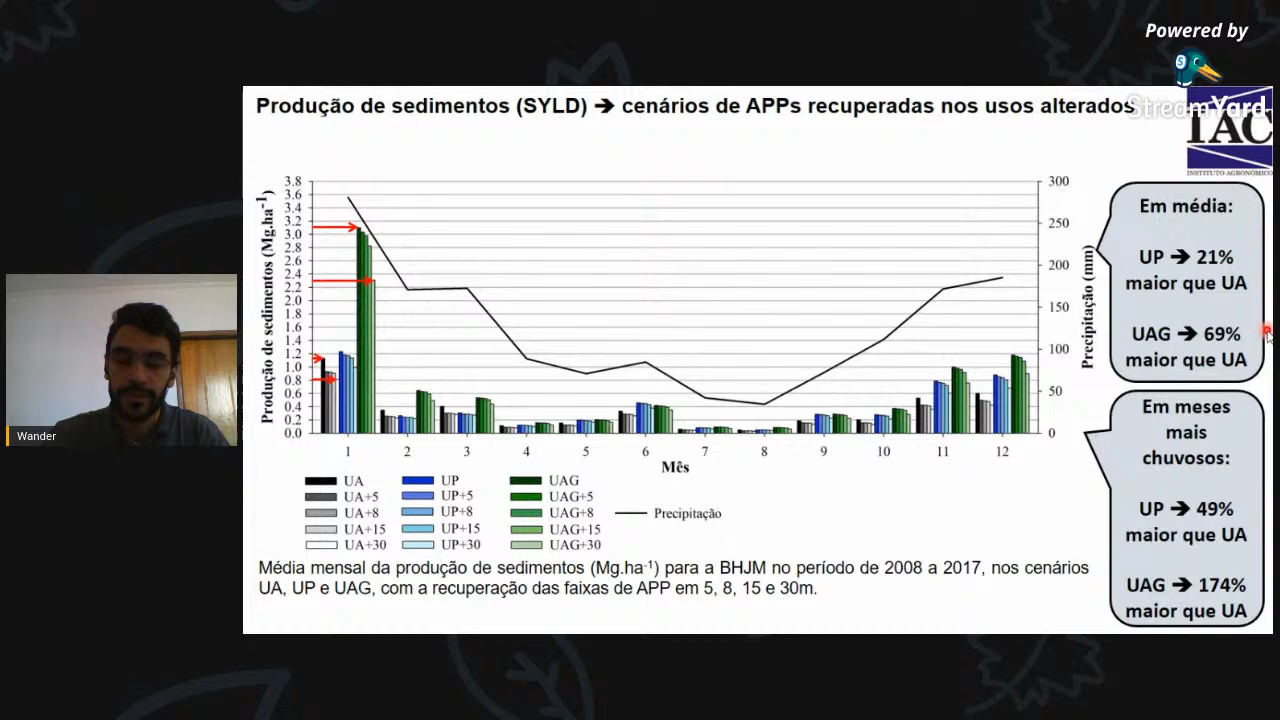 Powered by
StreamYard
Produção de sedimentos (SYLD) ➔ cenários de APPs recuperadas nos usos alterados
IAC
INSTITUTO AGRONÔMICO
Produção de sedimentos (Mg.ha⁻¹)
3.8
3.6
3.4
3.2
3.0
2.8
2.6
2.4
2.2
2.0
1.8
1.6
1.4
1.2
1.0
0.8
0.6
0.4
0.2
0.0
300
250
200
150
100
50
0
Precipitação (mm)
1 2 3 4 5 6 7 8 9 10 11 12
Mês
UA UP UAG
UA+5 UP+5 UAG+5
UA+8 UP+8 UAG+8 Precipitação
UA+15 UP+15 UAG+15
UA+30 UP+30 UAG+30
Média mensal da produção de sedimentos (Mg.ha⁻¹) para a BHJM no período de 2008 a 2017, nos cenários
UA, UP e UAG, com a recuperação das faixas de APP em 5, 8, 15 e 30m.
Em média:
UP ➔ 21%
maior que UA
UAG ➔ 69%
maior que UA
Em meses
mais
chuvosos:
UP ➔ 49%
maior que UA
UAG ➔ 174%
maior que UA
Wander